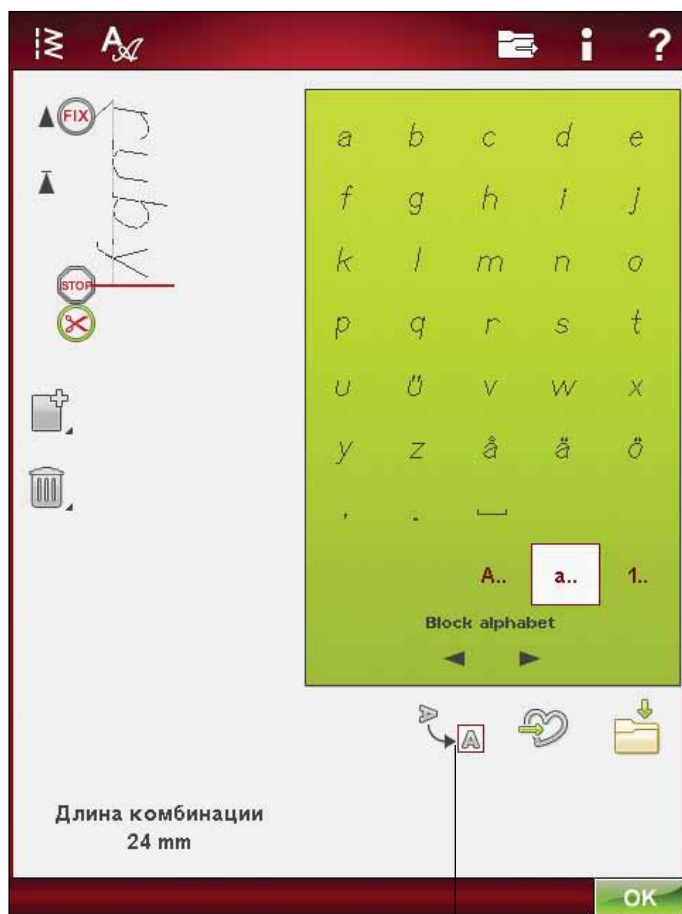 A A i ?
FIX
STOP
a b c d e
f g h i j
k l m n o
p q r s t
u ü v w x
y z å ä ö
, .
A.. a.. 1..
Block alphabet
A A
Длина комбинации
24 mm
OK